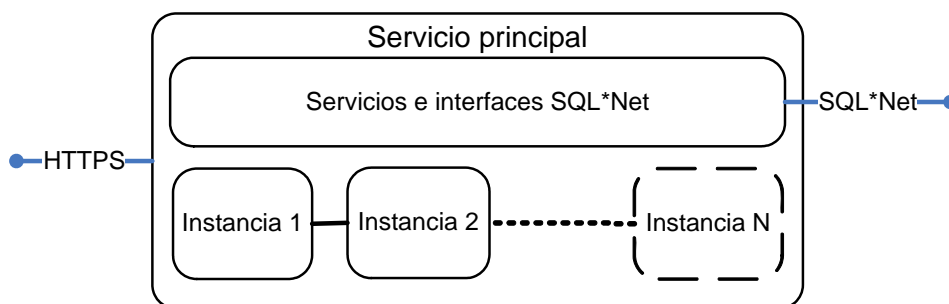 Servicio principal
Servicios e interfaces SQL*Net
SQL*Net
HTTPS
Instancia 1
Instancia 2
Instancia N